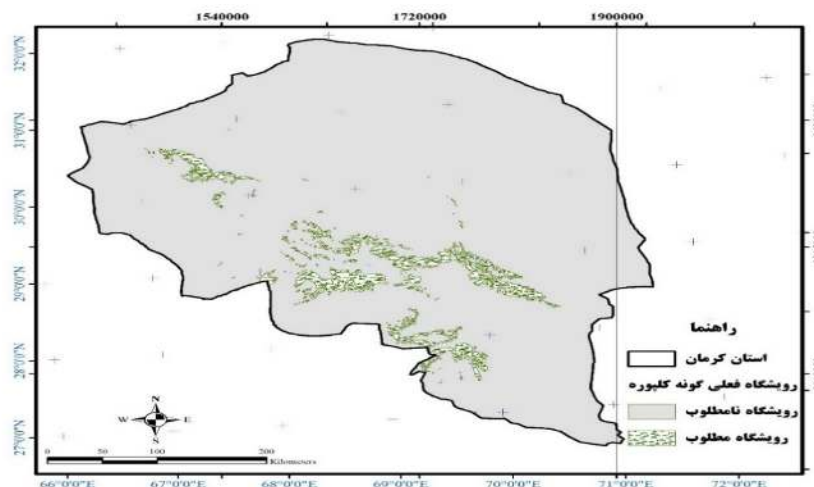 1540000 1720000 1900000
32°0'0"N
31°0'0"N
30°0'0"N
29°0'0"N
28°0'0"N
27°0'0"N
راهنما
استان کرمان
رویشگاه فعلی گونه کلپوره
رویشگاه نامطلوب
رویشگاه مطلوب
N
W E
S
0 50 100 200
Kilometers
66°0'0"E 67°0'0"E 68°0'0"E 69°0'0"E 70°0'0"E 71°0'0"E 72°0'0"E